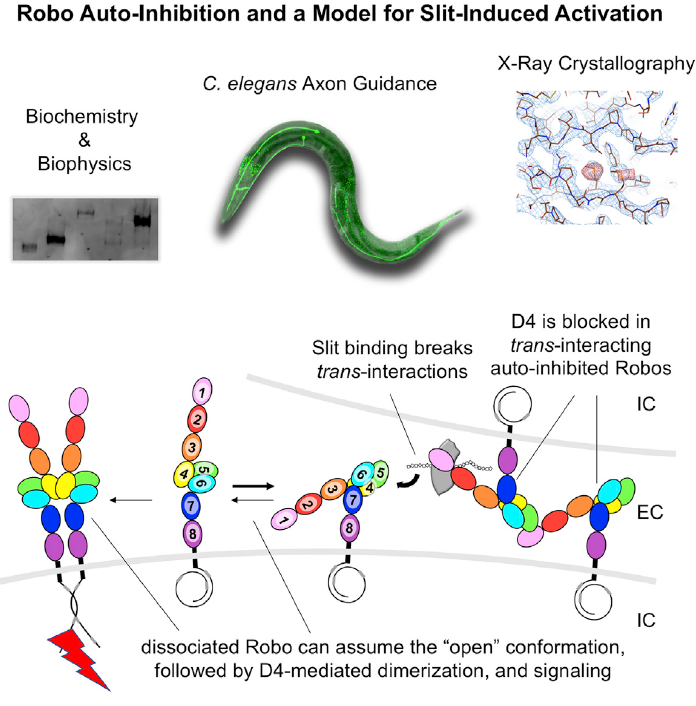 Robo Auto-Inhibition and a Model for Slit-Induced Activation
X-Ray Crystallography
C. elegans Axon Guidance
Biochemistry
&
Biophysics
D4 is blocked in
trans-interacting
auto-inhibited Robos
Slit binding breaks
trans-interactions
IC
EC
IC
1
2
3
4
5
6
7
8
1
2
3
4
5
6
7
8
dissociated Robo can assume the “open” conformation,
followed by D4-mediated dimerization, and signaling